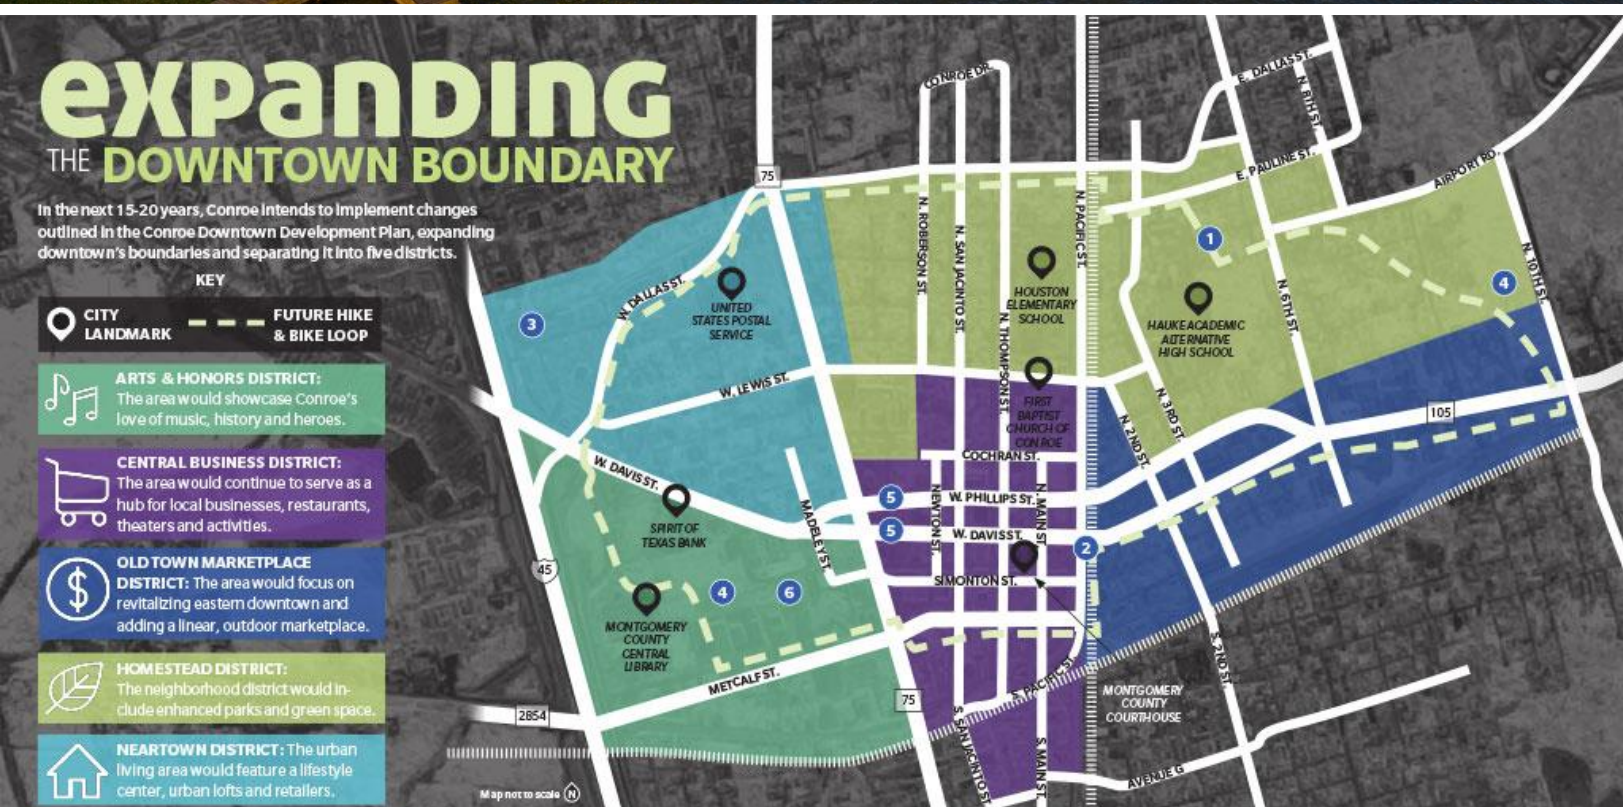 expanding
THE DOWNTOWN BOUNDARY
In the next 15-20 years, Conroe intends to implement changes
outlined in the Conroe Downtown Development Plan, expanding
downtown's boundaries and separating it into five districts.
KEY
CITY
LANDMARK
FUTURE HIKE
& BIKE LOOP
ARTS & HONORS DISTRICT:
The area would showcase Conroe's
love of music, history and heroes.
CENTRAL BUSINESS DISTRICT:
The area would continue to serve as a
hub for local businesses, restaurants,
theaters and activities.
$
OLD TOWN MARKETPLACE
DISTRICT: The area would focus on
revitalizing eastern downtown and
adding a linear, outdoor marketplace.
HOMESTEAD DISTRICT:
The neighborhood district would in-
clude enhanced parks and green space.
NEARTOWN DISTRICT: The urban
living area would feature a lifestyle
center, urban lofts and retailers.
Map not to scale N
CONROE DR.
E. DALLAS ST.
N. 8TH ST.
75
E. PAULINE ST.
AIRPORT RD.
N. ROBERSON ST.
N. SAN JACINTO ST.
N. THOMPSON ST.
N. PACIFIC ST.
1
N. 10TH ST.
3
W. DALLAS ST.
UNITED
STATES POSTAL
SERVICE
HOUSTON
ELEMENTARY
SCHOOL
HAUKE ACADEMIC
ALTERNATIVE
HIGH SCHOOL
N. 6TH ST.
4
W. LEWIS ST.
FIRST
BAPTIST
CHURCH OF
CONROE
N. 2ND ST.
N. 3RD ST.
105
COCHRAN ST.
W. DAVIS ST.
SPIRIT OF
TEXAS BANK
MADELEY ST.
5
W. PHILLIPS ST.
5
W. DAVIS ST.
NEWTON ST.
N. MAIN ST.
2
SIMONTON ST.
45
4
6
MONTGOMERY
COUNTY
CENTRAL
LIBRARY
METCALF ST.
2854
75
S. PACIFIC ST.
MONTGOMERY
COUNTY
COURTHOUSE
S. 2ND ST.
S. SAN JACINTO ST.
S. MAIN ST.
AVENUE G